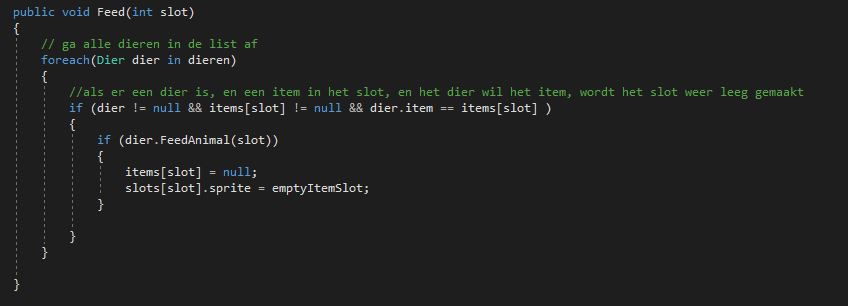 public void Feed(int slot)
{
// ga alle dieren in de list af
foreach(Dier dier in dieren)
{
//als er een dier is, en een item in het slot, en het dier wil het item, wordt het slot weer leeg gemaakt
if (dier != null && items[slot] != null && dier.item == items[slot] )
{
if (dier.FeedAnimal(slot))
{
items[slot] = null;
slots[slot].sprite = emptyItemSlot;
}
}
}
}